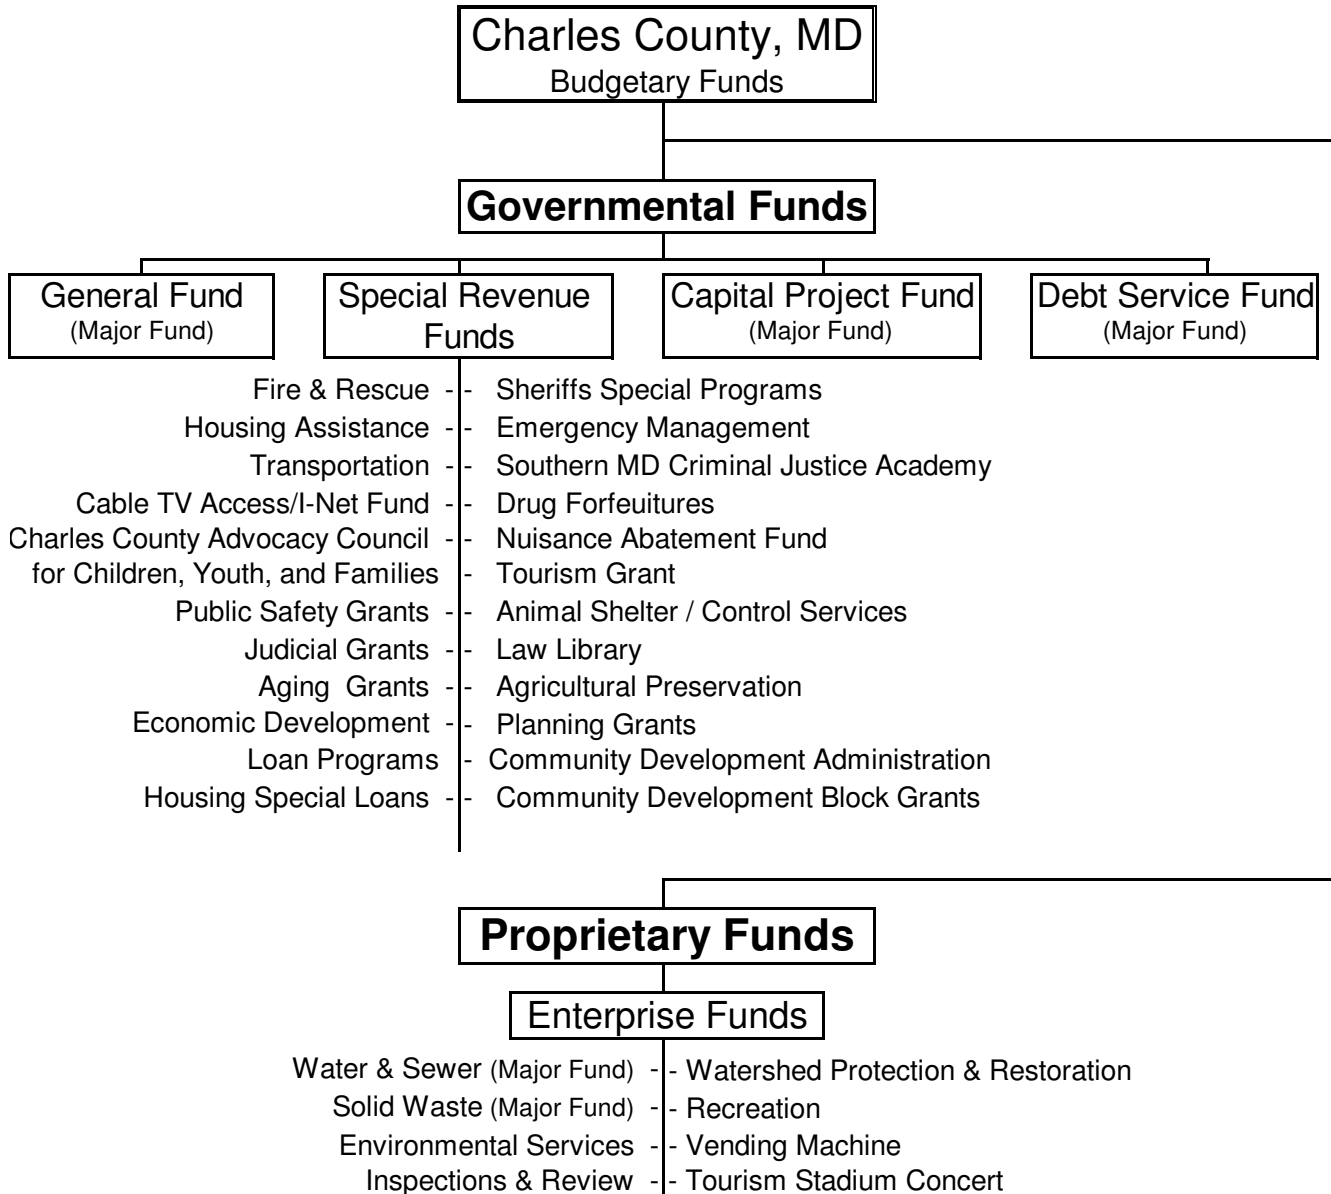 Charles County, MD
Budgetary Funds
Governmental Funds
General Fund
(Major Fund)
Special Revenue
Funds
Capital Project Fund
(Major Fund)
Debt Service Fund
(Major Fund)
Fire & Rescue - - Sheriffs Special Programs
Housing Assistance - - Emergency Management
Transportation - - Southern MD Criminal Justice Academy
Cable TV Access/I-Net Fund - - Drug Forfeuitures
Charles County Advocacy Council - - Nuisance Abatement Fund
for Children, Youth, and Families - Tourism Grant
Public Safety Grants - - Animal Shelter / Control Services
Judicial Grants - - Law Library
Aging Grants - - Agricultural Preservation
Economic Development - - Planning Grants
Loan Programs - Community Development Administration
Housing Special Loans - - Community Development Block Grants
Proprietary Funds
Enterprise Funds
Water & Sewer (Major Fund) - - Watershed Protection & Restoration
Solid Waste (Major Fund) - - Recreation
Environmental Services - - Vending Machine
Inspections & Review - - Tourism Stadium Concert